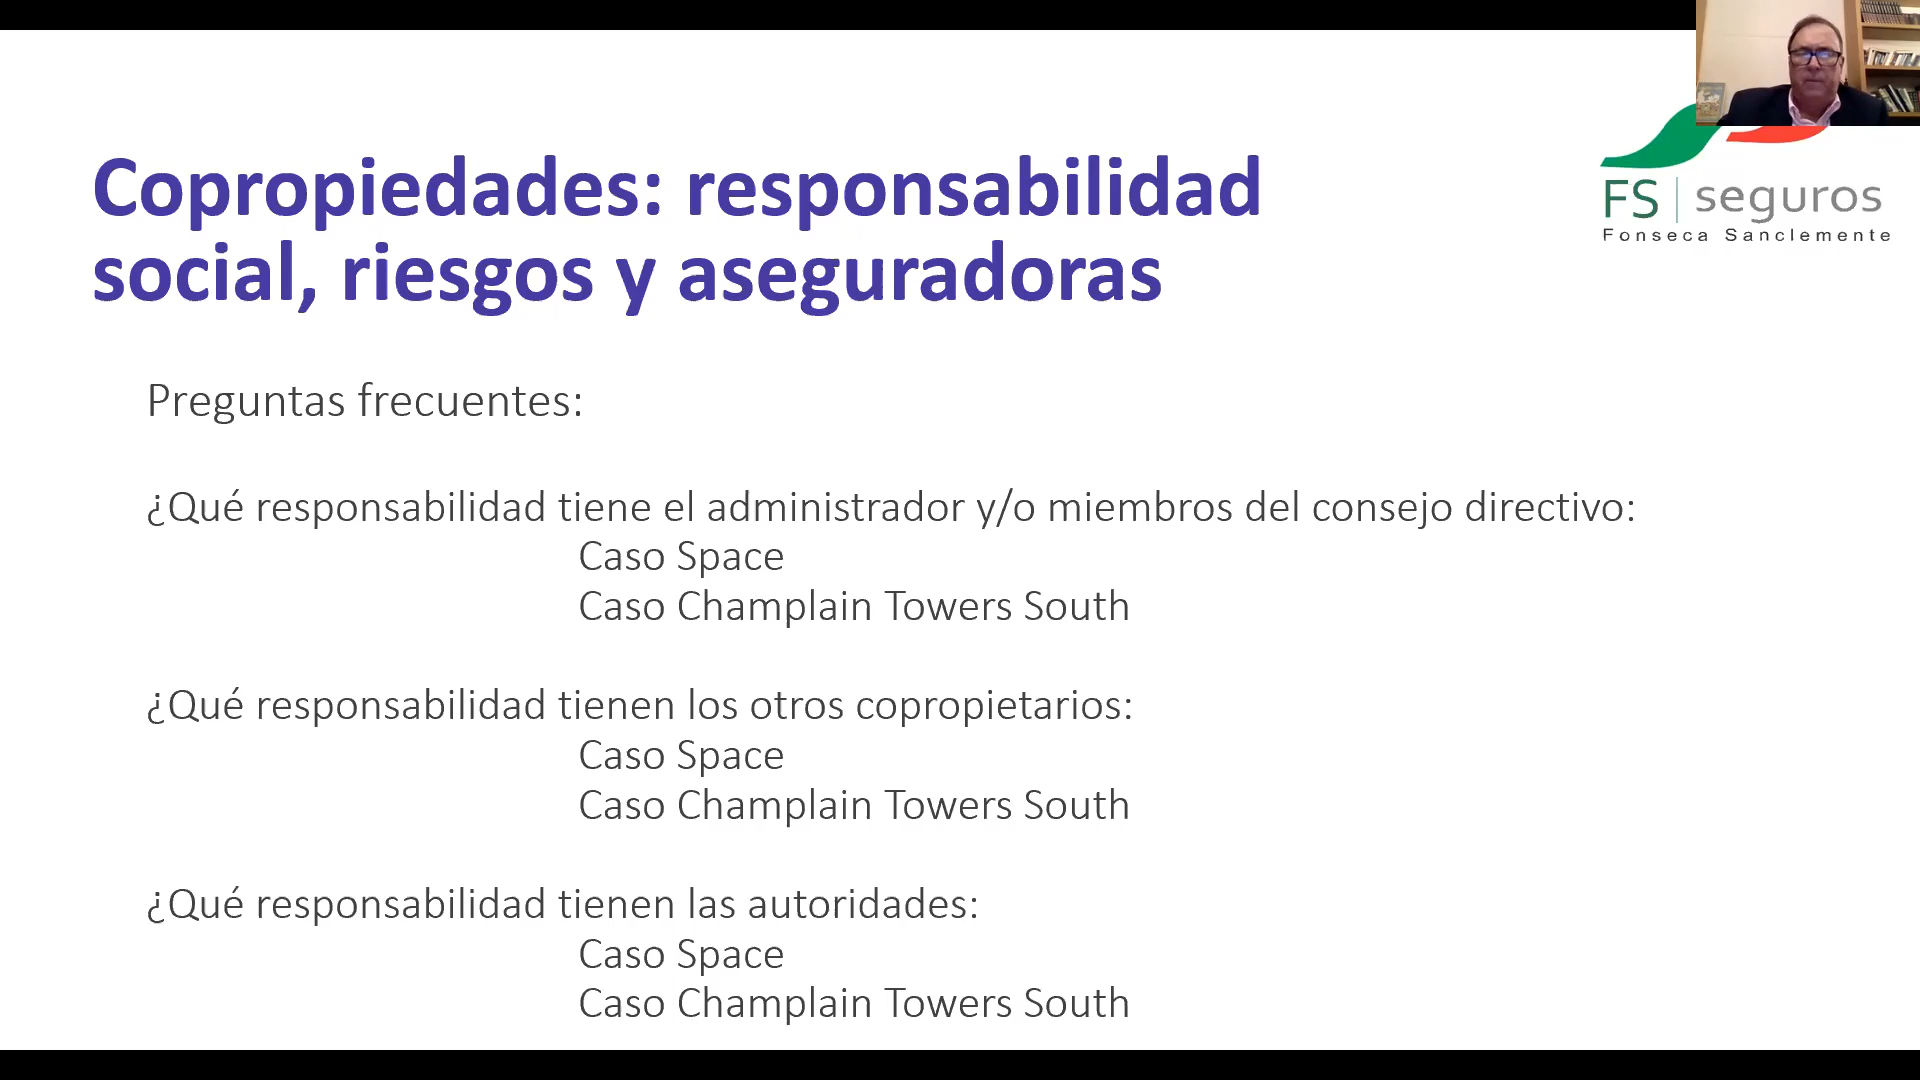 Copropiedades: responsabilidad
social, riesgos y aseguradoras
FS seguros
Fonseca Sanclemente
Preguntas frecuentes:
¿Qué responsabilidad tiene el administrador y/o miembros del consejo directivo:
Caso Space
Caso Champlain Towers South
¿Qué responsabilidad tienen los otros copropietarios:
Caso Space
Caso Champlain Towers South
¿Qué responsabilidad tienen las autoridades:
Caso Space
Caso Champlain Towers South